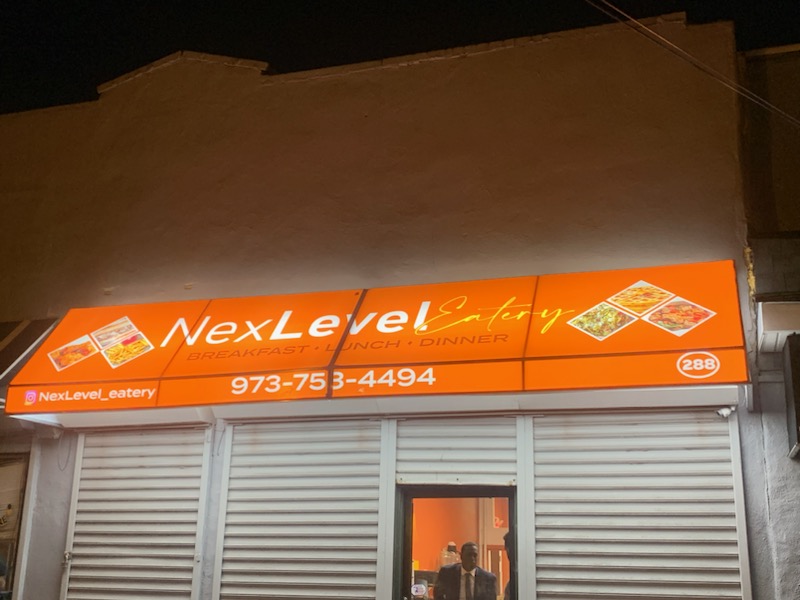 NexLevel Eatery
BREAKFAST • LUNCH • DINNER
NexLevel_eatery
973-753-4494
288